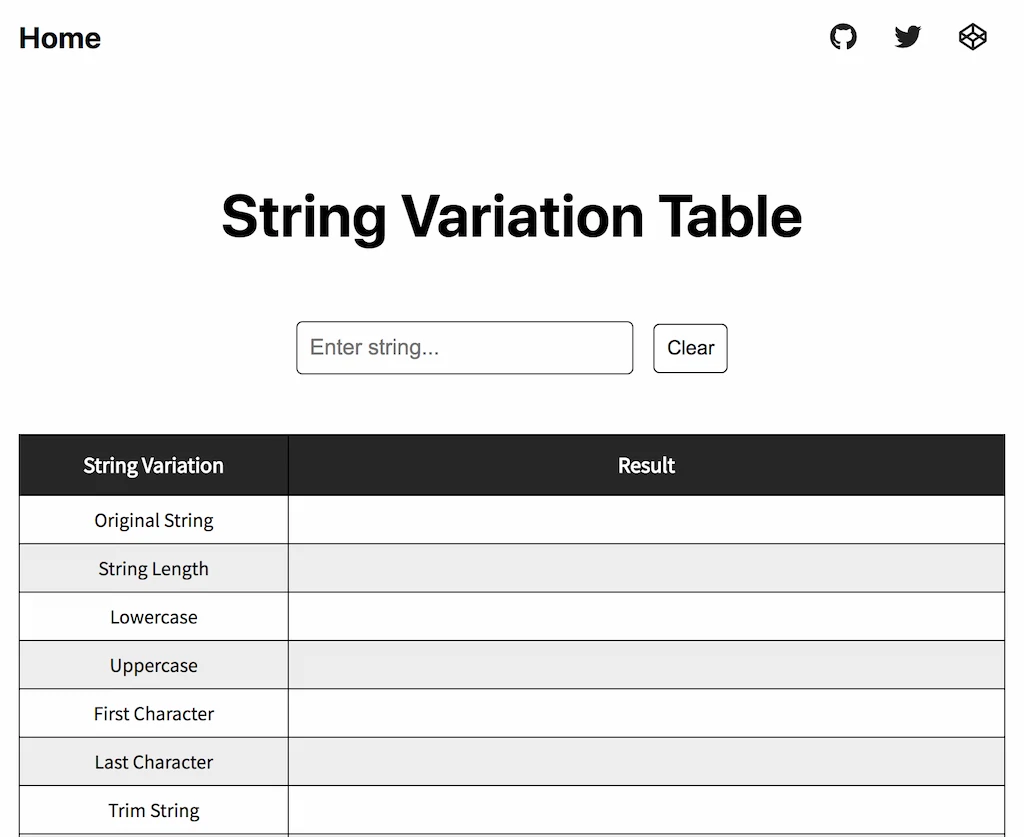 Home
String Variation Table
Enter string...
Clear
String Variation Result
Original String
String Length
Lowercase
Uppercase
First Character
Last Character
Trim String